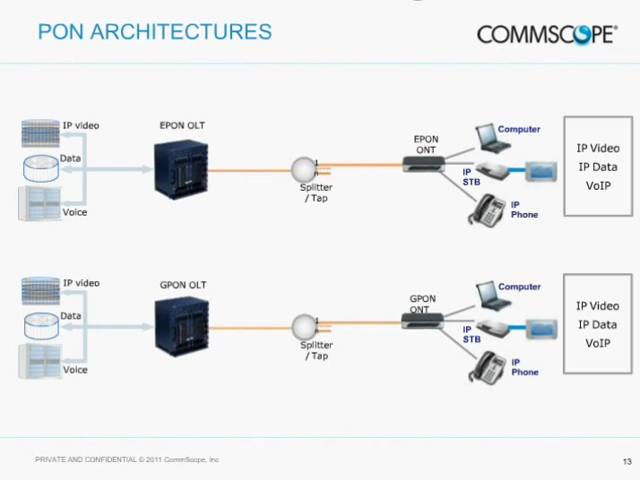 PON ARCHITECTURES
COMMSCOPE®
IP video
Data
Voice
EPON OLT
1
n
Splitter
/ Tap
EPON
ONT
Computer
IP
STB
IP
Phone
IP Video
IP Data
VoIP
IP video
Data
Voice
GPON OLT
1
n
Splitter
/ Tap
GPON
ONT
Computer
IP
STB
IP
Phone
IP Video
IP Data
VoIP
PRIVATE AND CONFIDENTIAL © 2011 CommScope, Inc
13